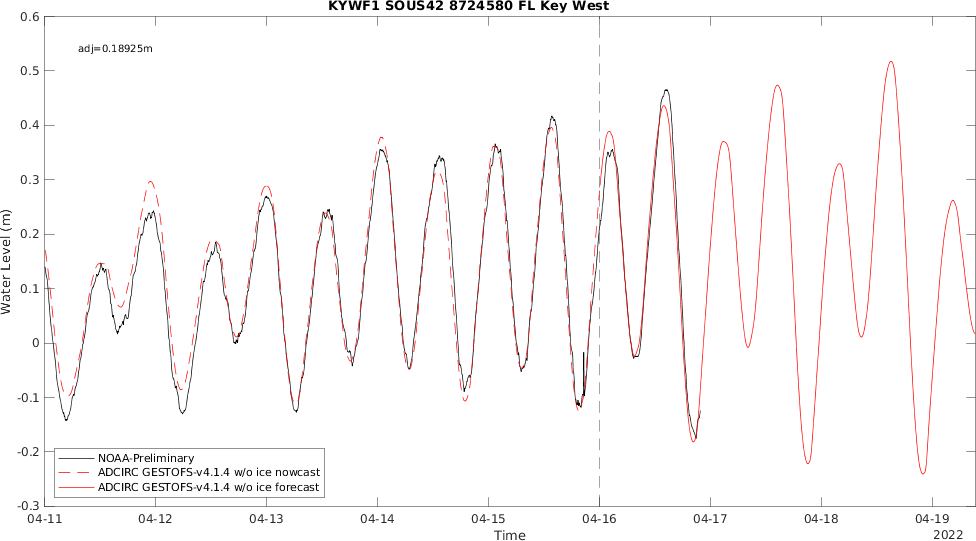 KYWF1 SOUS42 8724580 FL Key West
adj=0.18925m
0.6
0.5
0.4
0.3
0.2
0.1
0
-0.1
-0.2
-0.3
Water Level (m)
NOAA-Preliminary
ADCIRC GESTOFS-v4.1.4 w/o ice nowcast
ADCIRC GESTOFS-v4.1.4 w/o ice forecast
04-11 04-12 04-13 04-14 04-15 04-16 04-17 04-18 04-19
Time
2022